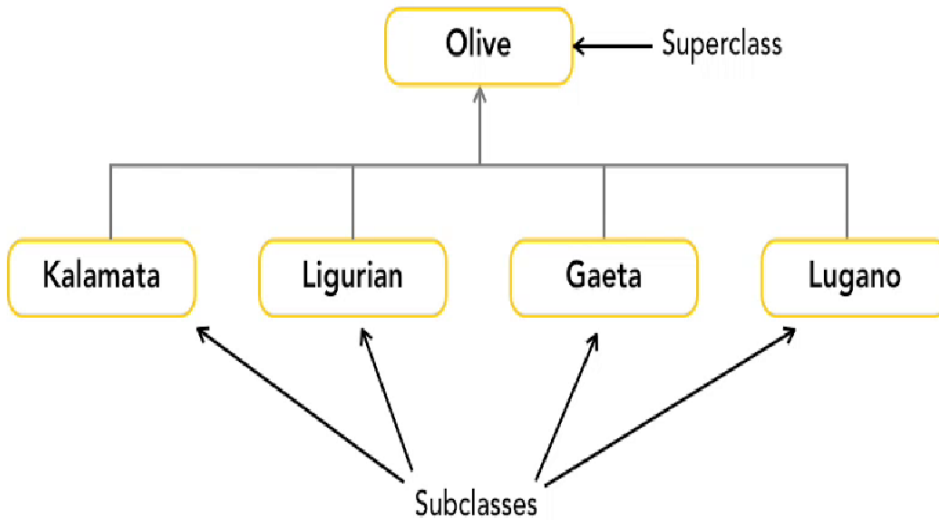 Olive
Superclass
Kalamata
Ligurian
Gaeta
Lugano
Subclasses